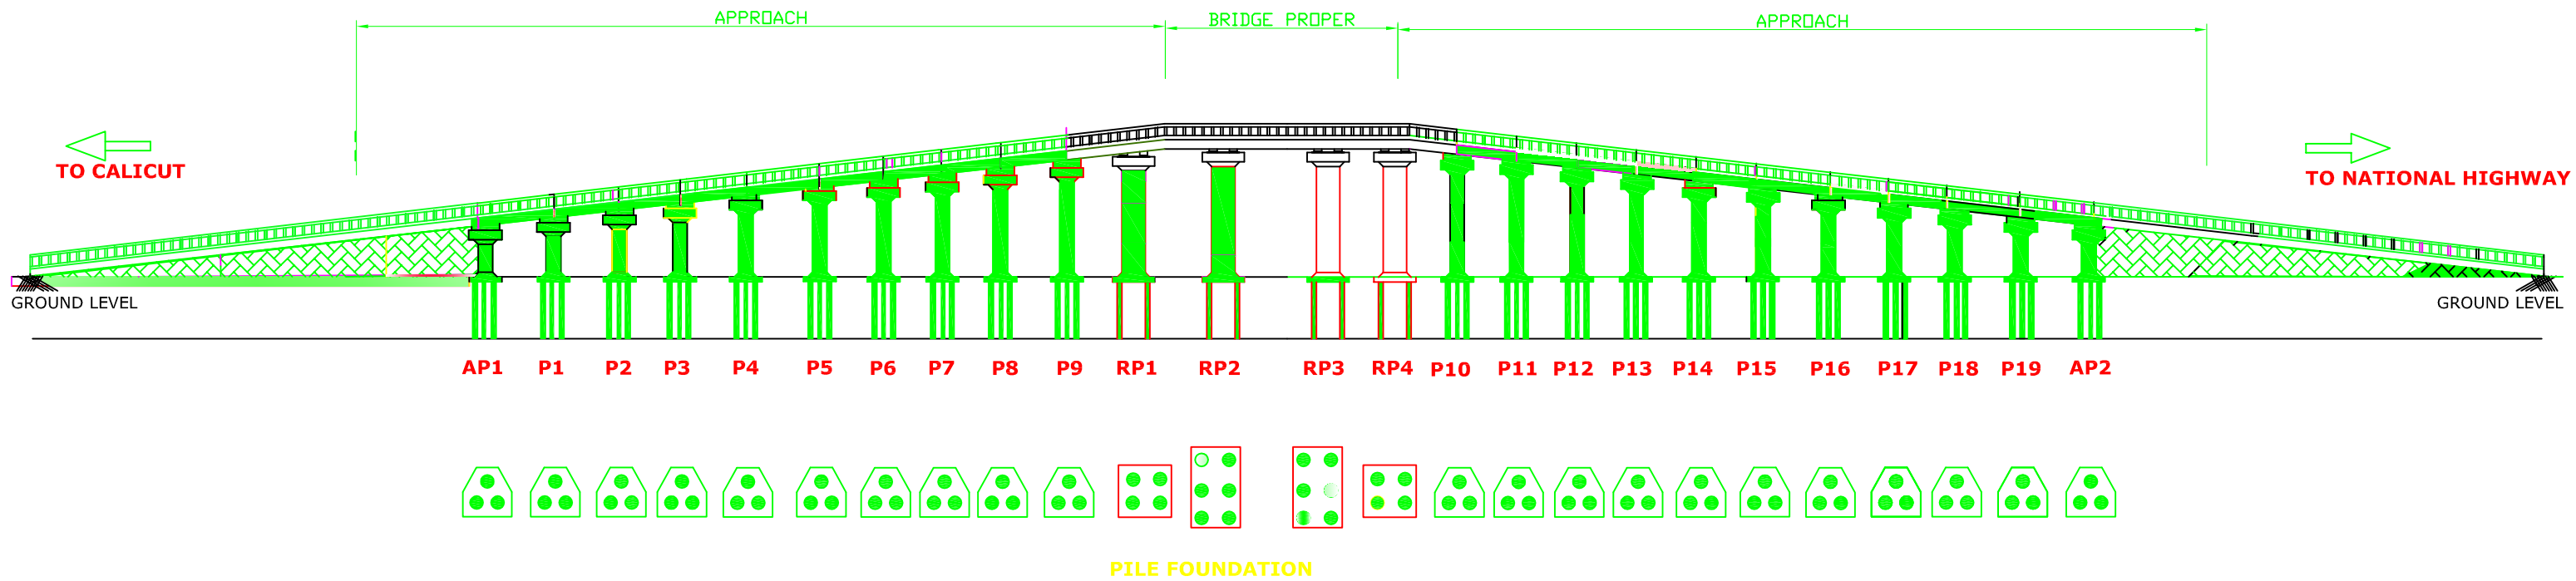 APPROACH
BRIDGE PROPER
APPROACH
TO CALICUT
TO NATIONAL HIGHWAY
GROUND LEVEL
GROUND LEVEL
AP1 P1 P2 P3 P4 P5 P6 P7 P8 P9 RP1 RP2 RP3 RP4 P10 P11 P12 P13 P14 P15 P16 P17 P18 P19 AP2
PILE FOUNDATION